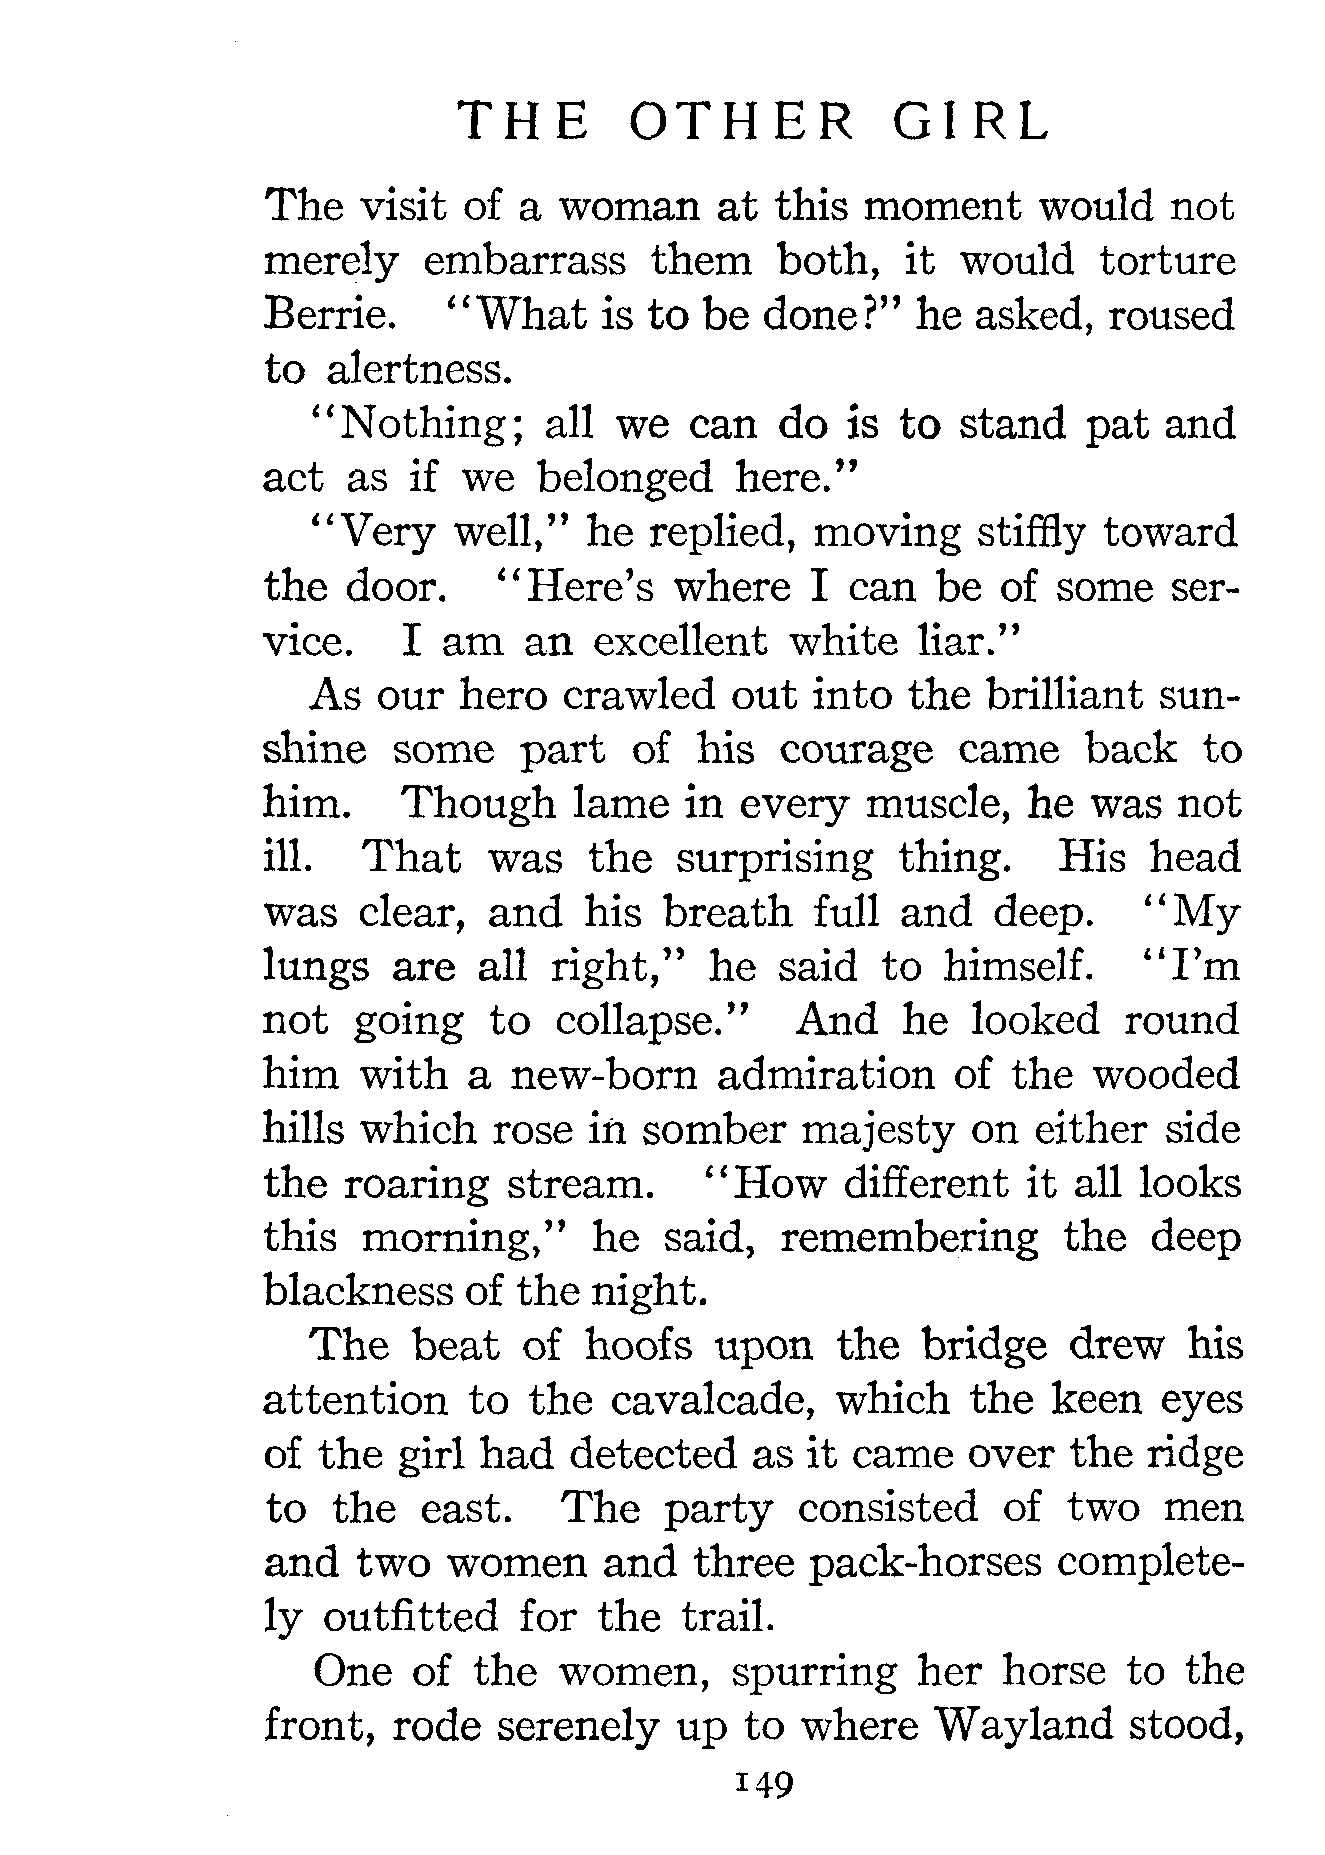 THE OTHER GIRL
The visit of a woman at this moment would not
merely embarrass them both, it would torture
Berrie. "What is to be done?" he asked, roused
to alertness.
"Nothing; all we can do is to stand pat and
act as if we belonged here."
"Very well," he replied, moving stiffly toward
the door. "Here's where I can be of some ser-
vice. I am an excellent white liar."
As our hero crawled out into the brilliant sun-
shine some part of his courage came back to
him. Though lame in every muscle, he was not
ill. That was the surprising thing. His head
was clear, and his breath full and deep. "My
lungs are all right," he said to himself. "I'm
not going to collapse." And he looked round
him with a new-born admiration of the wooded
hills which rose in somber majesty on either side
the roaring stream. "How different it all looks
this morning," he said, remembering the deep
blackness of the night.
The beat of hoofs upon the bridge drew his
attention to the cavalcade, which the keen eyes
of the girl had detected as it came over the ridge
to the east. The party consisted of two men
and two women and three pack-horses complete-
ly outfitted for the trail.
One of the women, spurring her horse to the
front, rode serenely up to where Wayland stood,
149